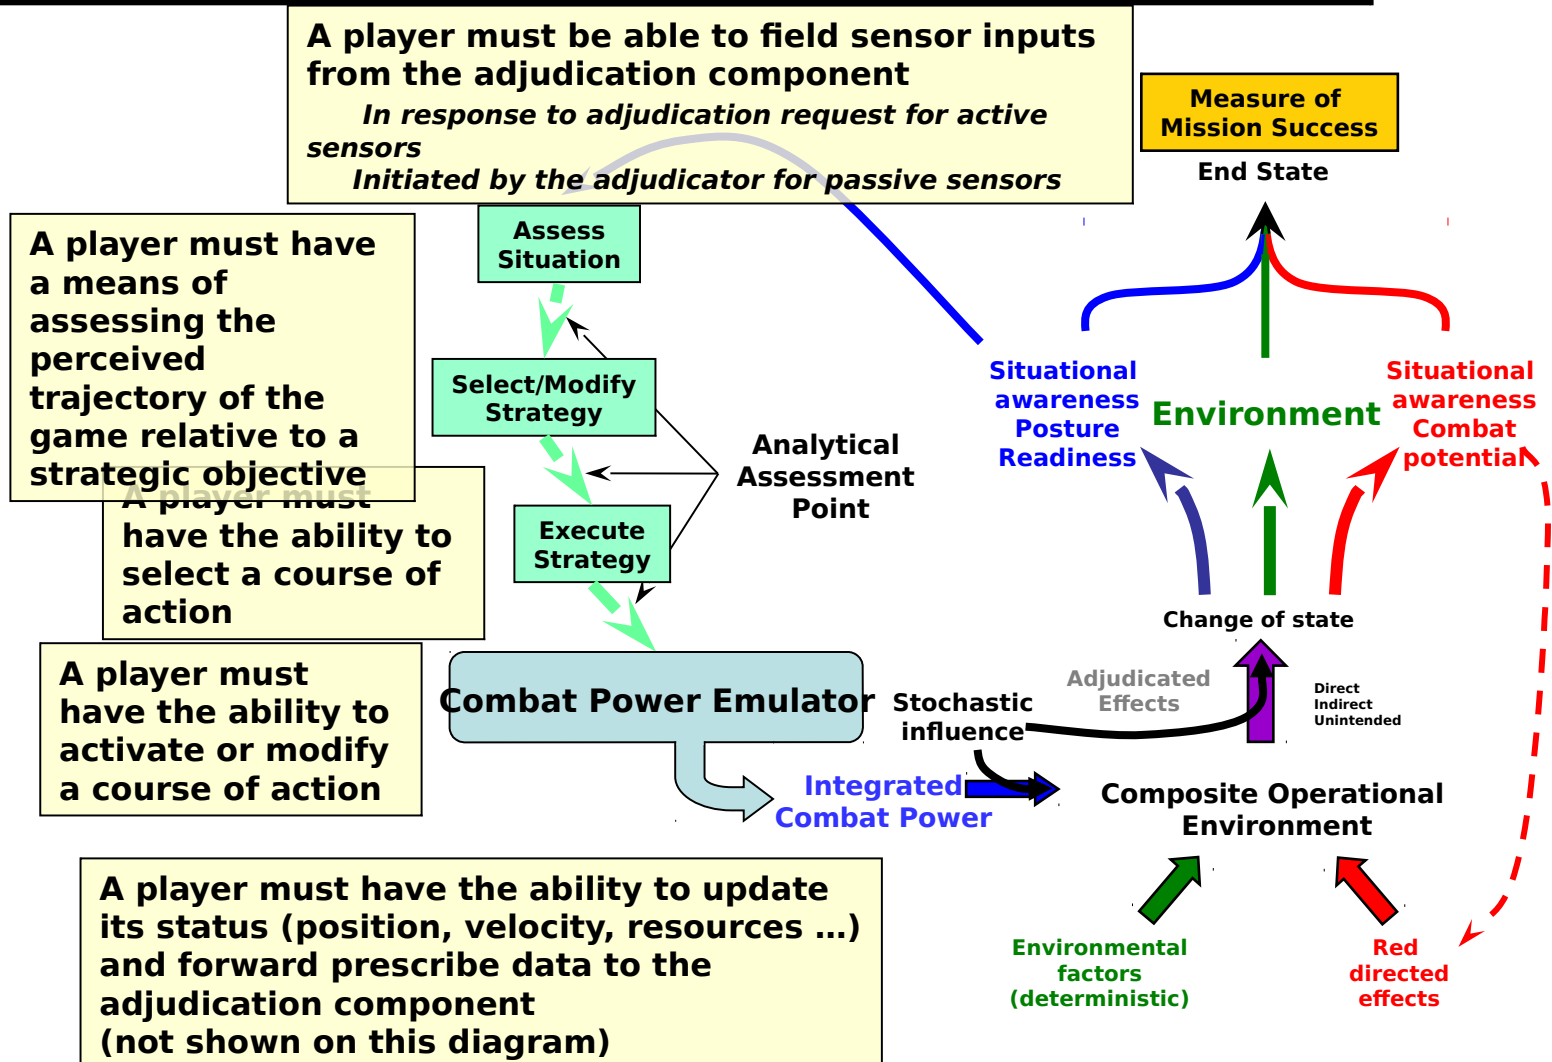 A player must be able to field sensor inputs
from the adjudication component
In response to adjudication request for active
sensors
Initiated by the adjudicator for passive sensors
Measure of
Mission Success
End State
A player must have
a means of
assessing the
perceived
trajectory of the
game relative to a
strategic objective
A player must
have the ability to
select a course of
action
A player must
have the ability to
activate or modify
a course of action
Assess
Situation
Select/Modify
Strategy
Execute
Strategy
Analytical
Assessment
Point
Situational
awareness
Posture
Readiness
Environment
Situational
awareness
Combat
potential
Change of state
Adjudicated
Effects
Direct
Indirect
Unintended
Combat Power Emulator
Stochastic
influence
Integrated
Combat Power
Composite Operational
Environment
Environmental
factors
(deterministic)
Red
directed
effects
A player must have the ability to update
its status (position, velocity, resources …)
and forward prescribe data to the
adjudication component
(not shown on this diagram)